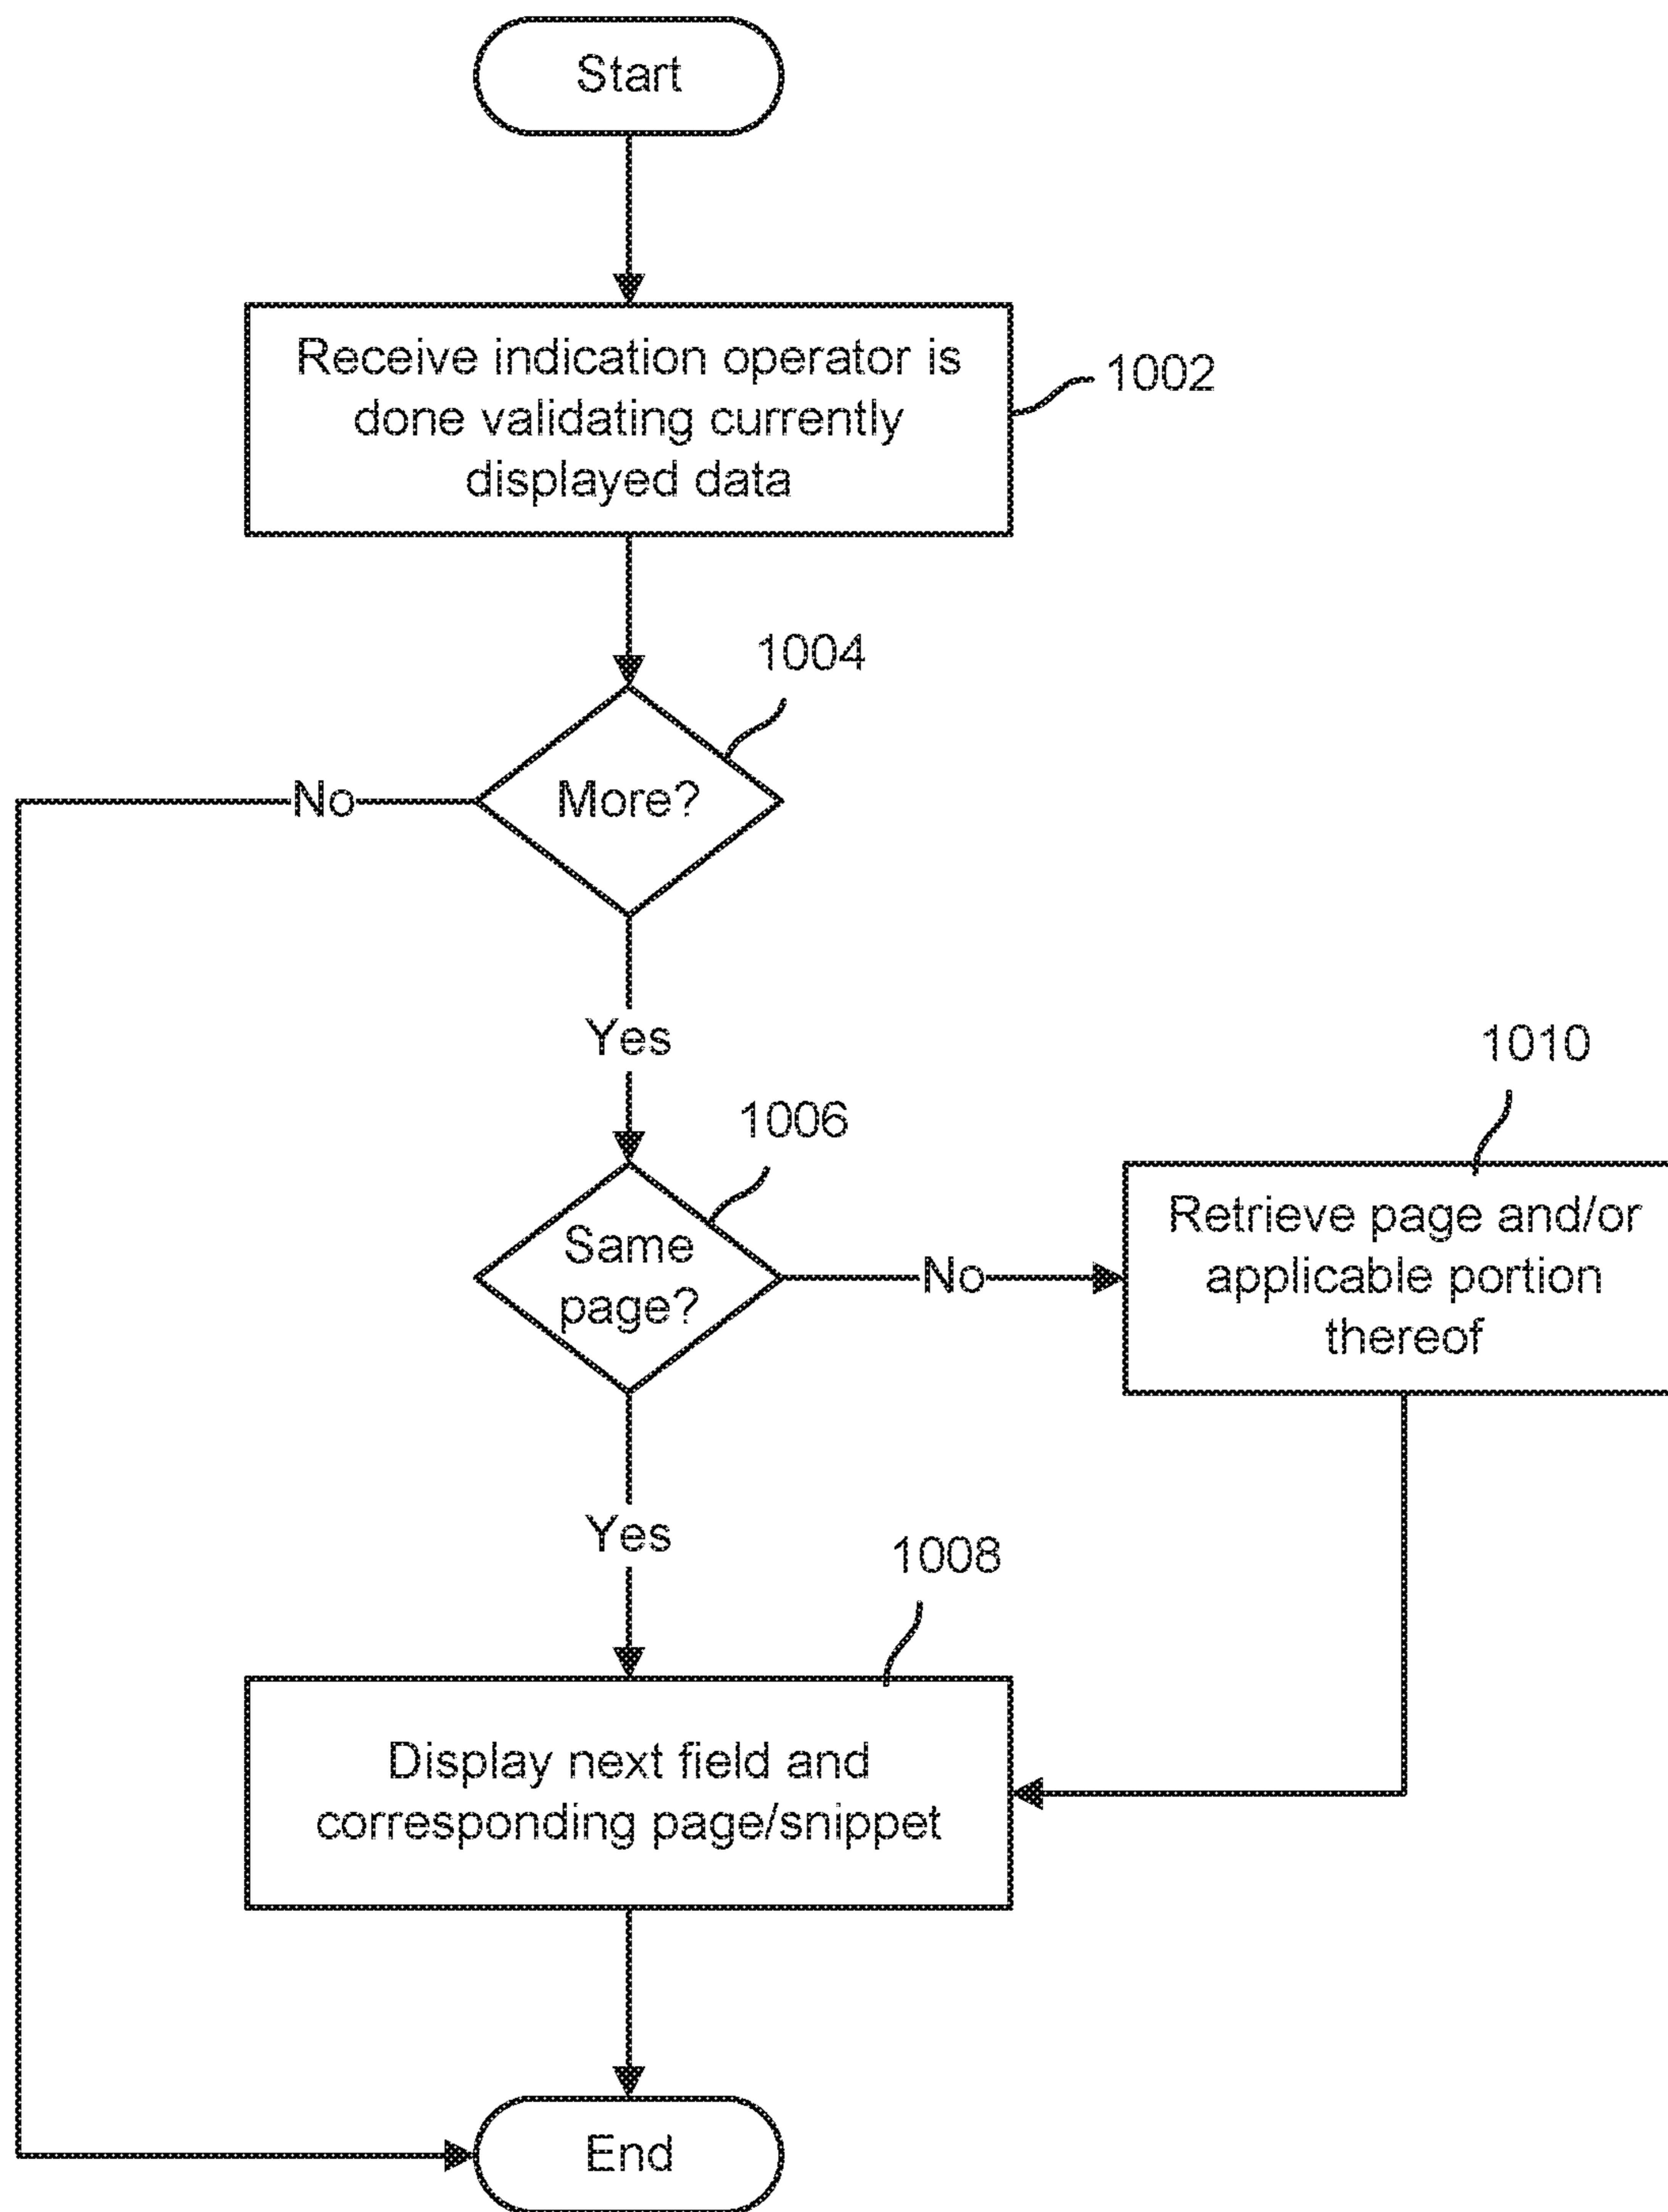 Start
Receive indication operator is
done validating currently
displayed data
1002
1004
More?
No
Yes
1006
Same
page?
No
1010
Retrieve page and/or
applicable portion
thereof
Yes
1008
Display next field and
corresponding page/snippet
End